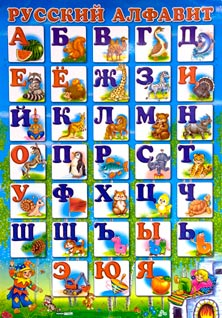 РУССКИЙ АЛФАВИТ
А Б В Г Д
Е Ё Ж З И
Й К Л М Н
О П Р С Т
У Ф Х Ц Ч
Ш Щ Ъ Ы Ь
Э Ю Я